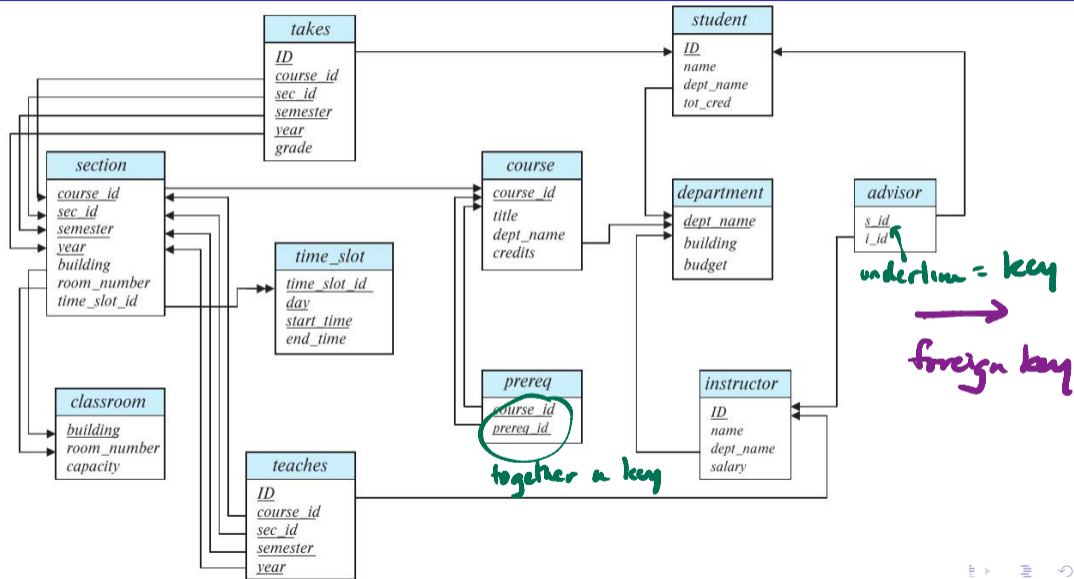 takes
ID
course_id
sec_id
semester
year
grade
student
ID
name
dept_name
tot_cred
section
course_id
sec_id
semester
year
building
room_number
time_slot_id
course
course_id
title
dept_name
credits
department
dept_name
building
budget
advisor
s_id
i_id
underline = key
foreign key
time_slot
time_slot_id
day
start_time
end_time
prereq
course_id
prereq_id
together a key
instructor
ID
name
dept_name
salary
classroom
building
room_number
capacity
teaches
ID
course_id
sec_id
semester
year